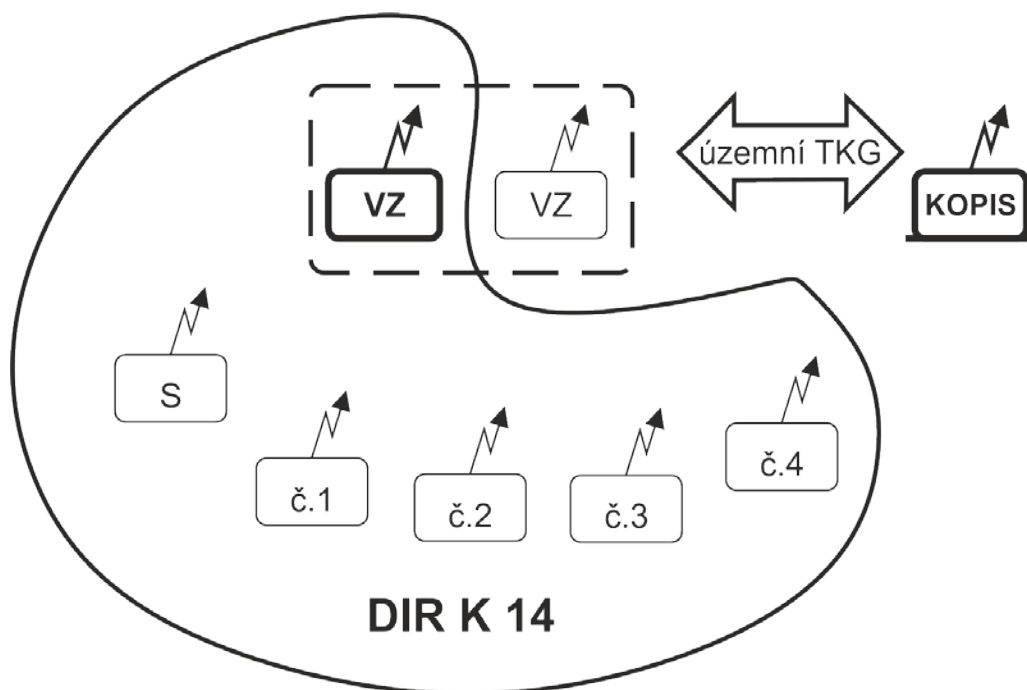 VZ
VZ
územní TKG
KOPIS
S
č.1
č.2
č.3
č.4
DIR K 14